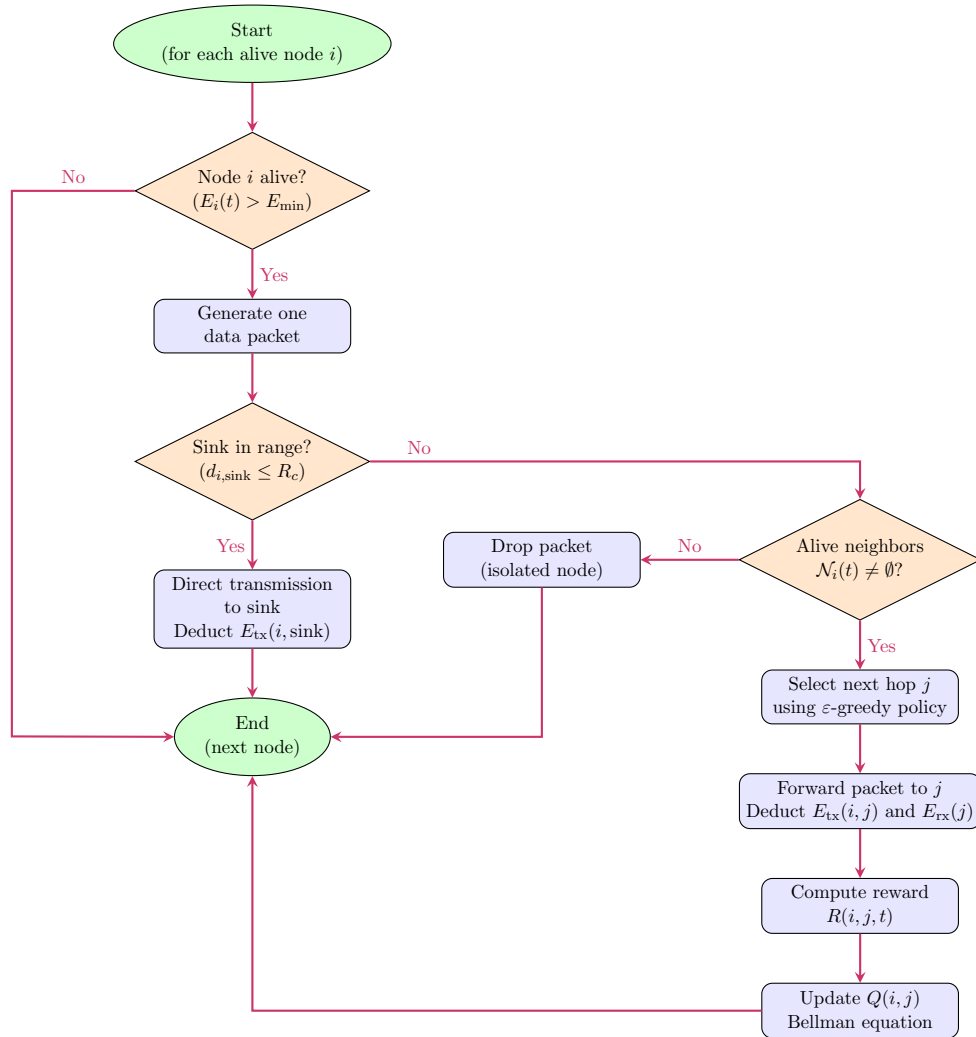 Start
(for each alive node i)
No
Node i alive?
(E_i(t) > E_min)
Yes
Generate one
data packet
Sink in range?
(d_{i,sink} ≤ R_c)
No
Yes
Direct transmission
to sink
Deduct E_tx(i, sink)
Drop packet
(isolated node)
No
Alive neighbors
𝒩_i(t) ≠ ∅?
Yes
Select next hop j
using ε-greedy policy
End
(next node)
Forward packet to j
Deduct E_tx(i, j) and E_rx(j)
Compute reward
R(i, j, t)
Update Q(i, j)
Bellman equation